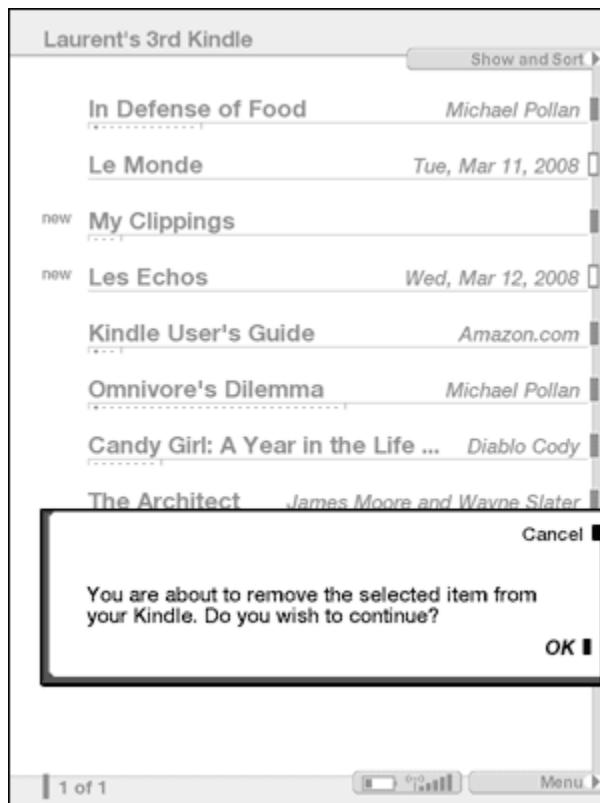 Laurent's 3rd Kindle
Show and Sort
In Defense of Food Michael Pollan
Le Monde Tue, Mar 11, 2008
new My Clippings
new Les Echos Wed, Mar 12, 2008
Kindle User's Guide Amazon.com
Omnivore's Dilemma Michael Pollan
Candy Girl: A Year in the Life ... Diablo Cody
The Architect James Moore and Wayne Slater
Cancel
You are about to remove the selected item from
your Kindle. Do you wish to continue?
OK
1 of 1
Menu